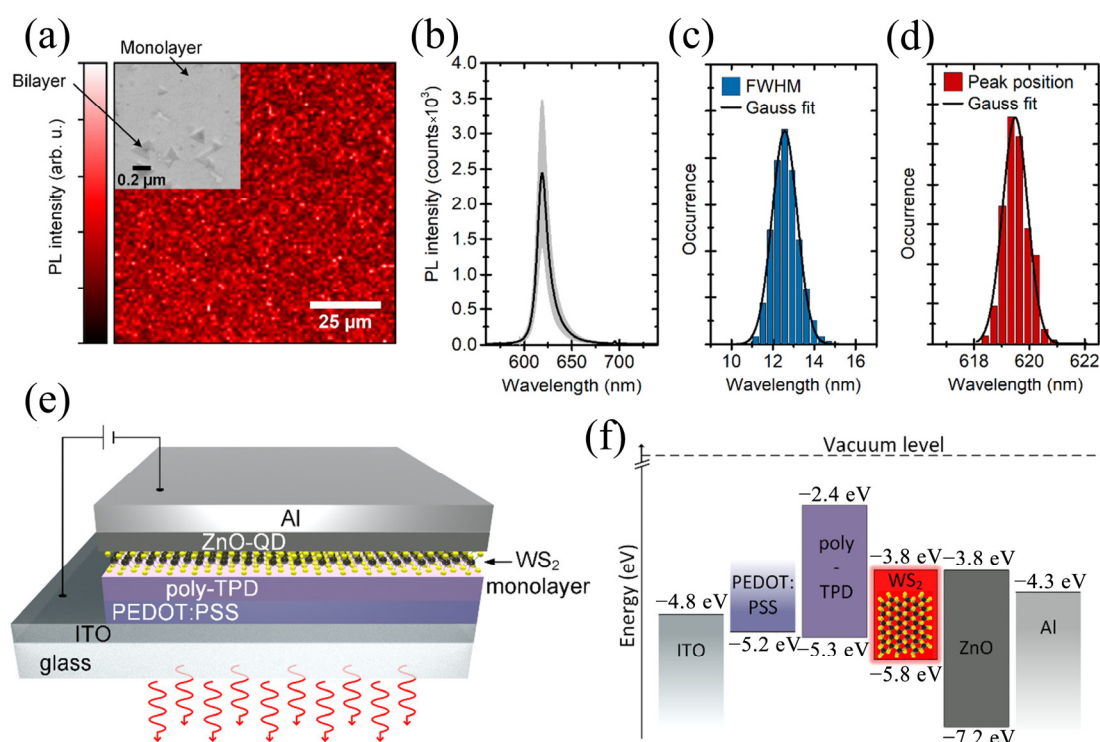 (a)
Monolayer
Bilayer
0.2 µm
PL intensity (arb. u.)
25 µm
(b)
PL intensity (counts×10³)
4.0
3.5
3.0
2.5
2.0
1.5
1.0
0.5
0.0
600 650 700
Wavelength (nm)
(c)
FWHM
Gauss fit
Occurrence
10 12 14 16
Wavelength (nm)
(d)
Peak position
Gauss fit
Occurrence
618 620 622
Wavelength (nm)
(e)
Al
ZnO-QD
WS₂
monolayer
poly-TPD
PEDOT:PSS
ITO
glass
(f)
Vacuum level
Energy (eV)
−4.8 eV
ITO
PEDOT:
PSS
−5.2 eV
−2.4 eV
poly
-
TPD
−5.3 eV
−3.8 eV
WS₂
−5.8 eV
−3.8 eV
ZnO
−7.2 eV
−4.3 eV
Al